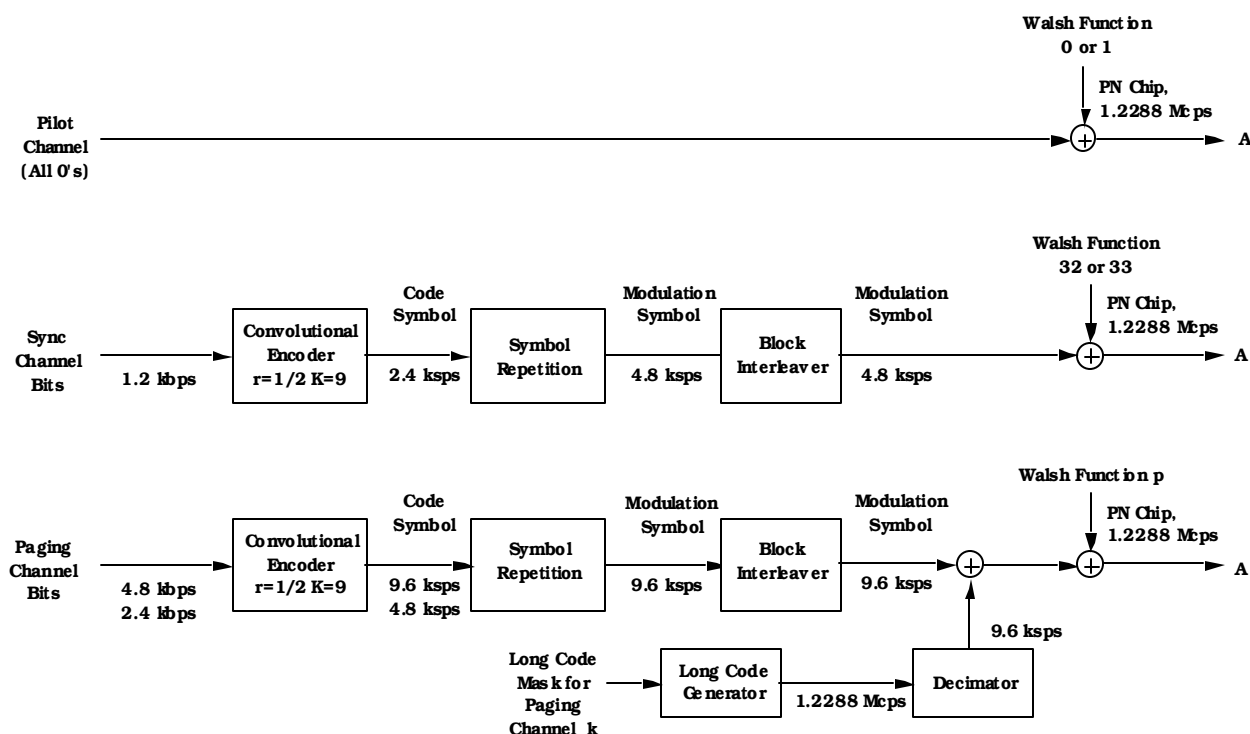 Walsh Function
0 or 1
PN Chip,
1.2288 Mcps
Pilot
Channel
(All 0's)
+
A
Walsh Function
32 or 33
PN Chip,
1.2288 Mcps
Code
Symbol
Modulation
Symbol
Modulation
Symbol
Sync
Channel
Bits
1.2 kbps
Convolutional
Encoder
r=1/2 K=9
2.4 ksps
Symbol
Repetition
4.8 ksps
Block
Interleaver
4.8 ksps
+
A
Walsh Function p
PN Chip,
1.2288 Mcps
Code
Symbol
Modulation
Symbol
Modulation
Symbol
Paging
Channel
Bits
4.8 kbps
2.4 kbps
Convolutional
Encoder
r=1/2 K=9
9.6 ksps
4.8 ksps
Symbol
Repetition
9.6 ksps
Block
Interleaver
9.6 ksps
+
+
A
9.6 ksps
Long Code
Mask for
Paging
Channel k
Long Code
Generator
1.2288 Mcps
Decimator